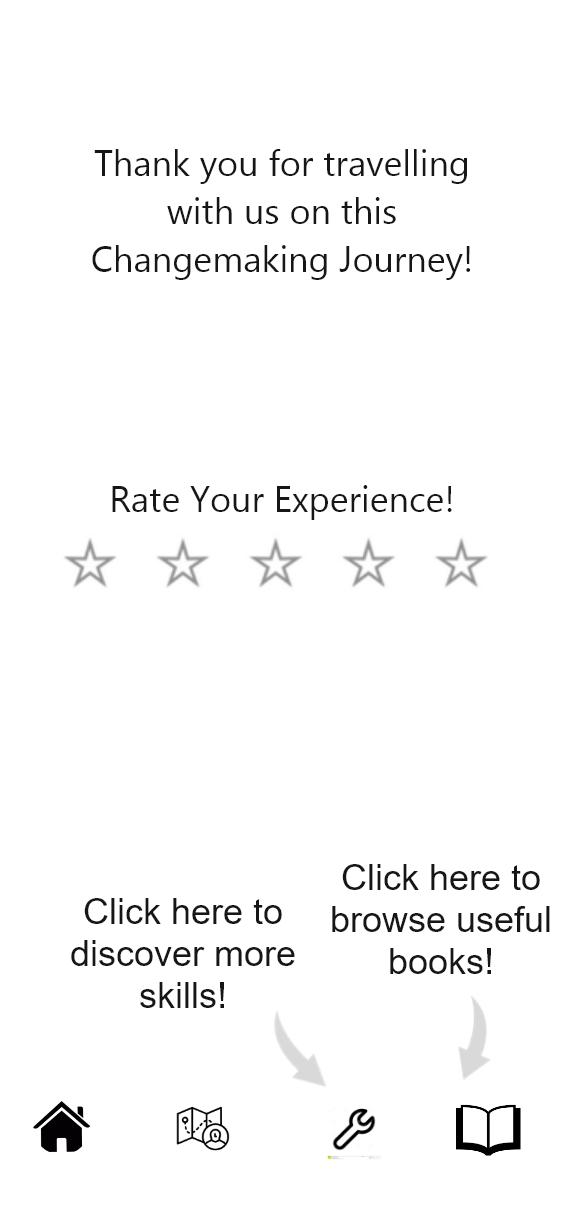 Thank you for travelling
with us on this
Changemaking Journey!
Rate Your Experience!
Click here to
discover more
skills!
Click here to
browse useful
books!